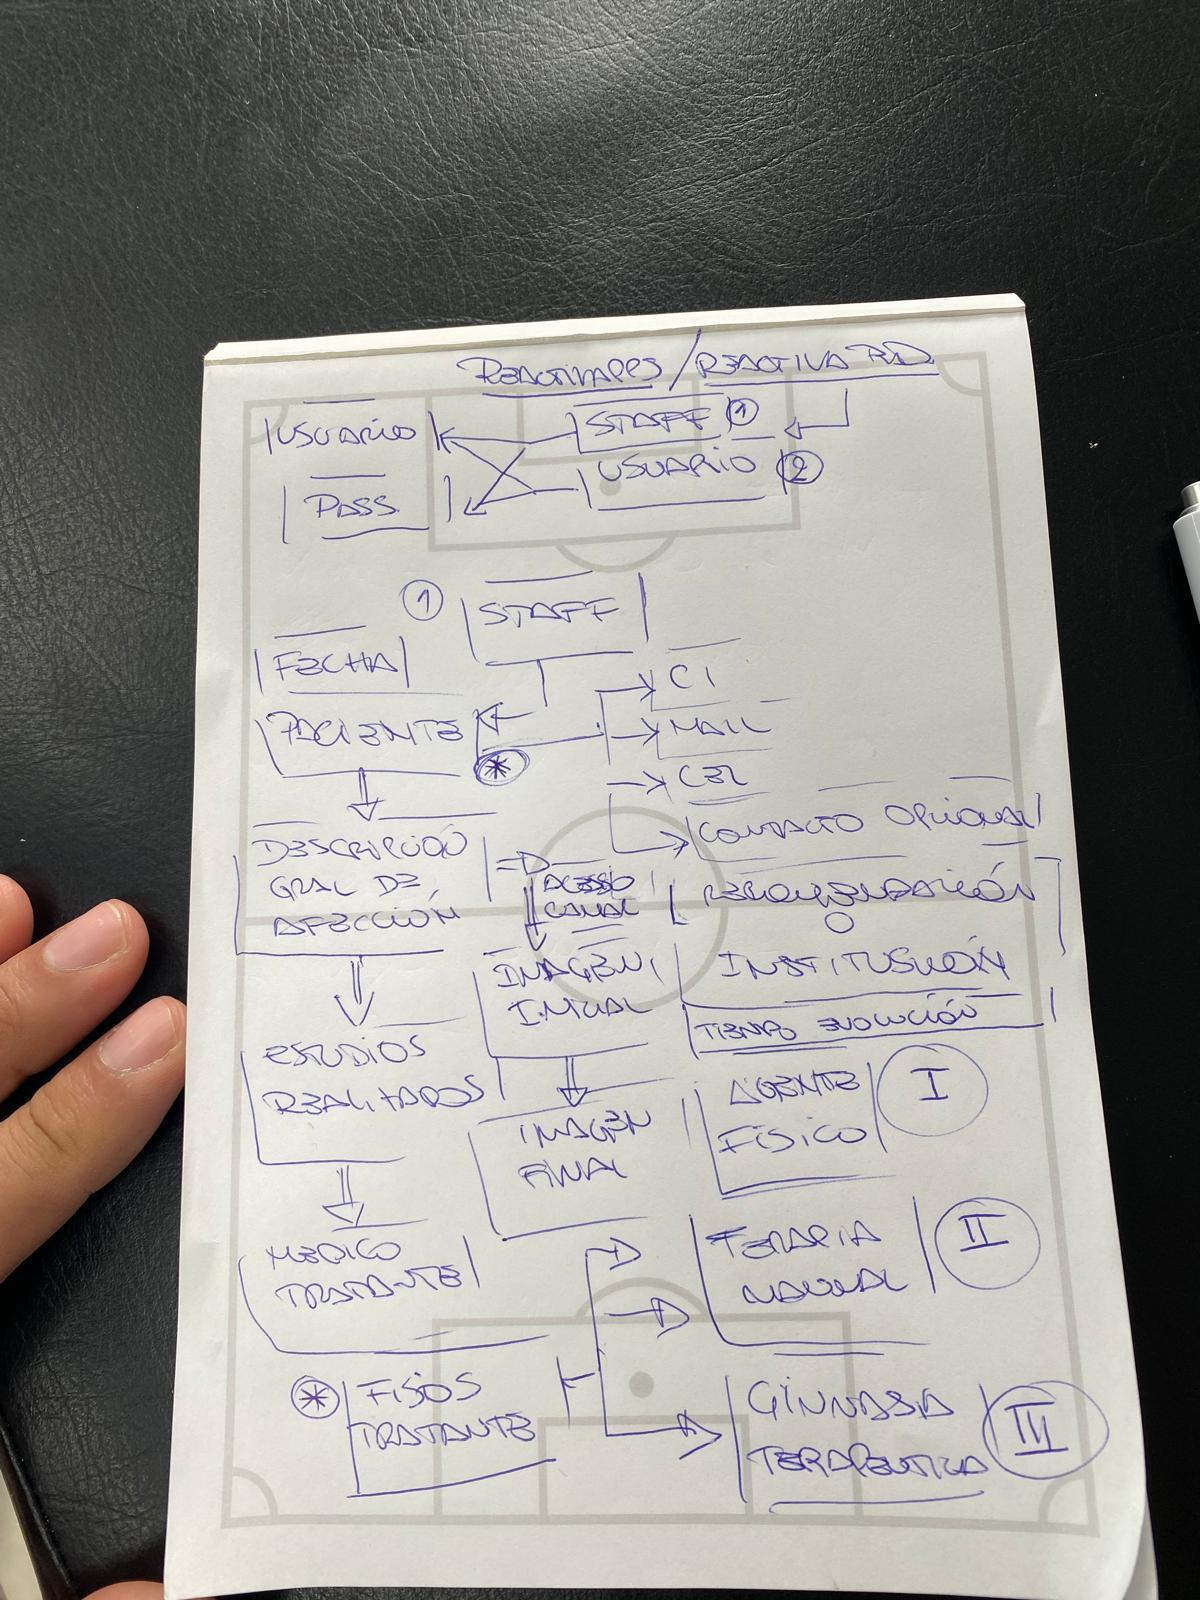 REACTIVAPPS / REACTIVA RD
USUARIO
STAFF 1
PASS.
USUARIO 2
1 STAFF
FECHA
CI
PACIENTE
MAIL
*
CEL
CONTACTO OPCIONAL
DESCRIPCIÓN
GRAL DE
AFECCIÓN
ACCESO
CANAL
RECOMENDACIÓN
O
INSTITUSIÓN
IMAGEN
INICIAL
TIEMPO EVOLUCIÓN
ESTUDIOS
REALIZADOS
AGENTE
FÍSICO
I
IMAGEN
FINAL
MEDICO
TRATANTE
TERAPIA
MANUAL
II
* FISIOS
TRATANTE
GIMNASIA
TERAPEUTICA
III